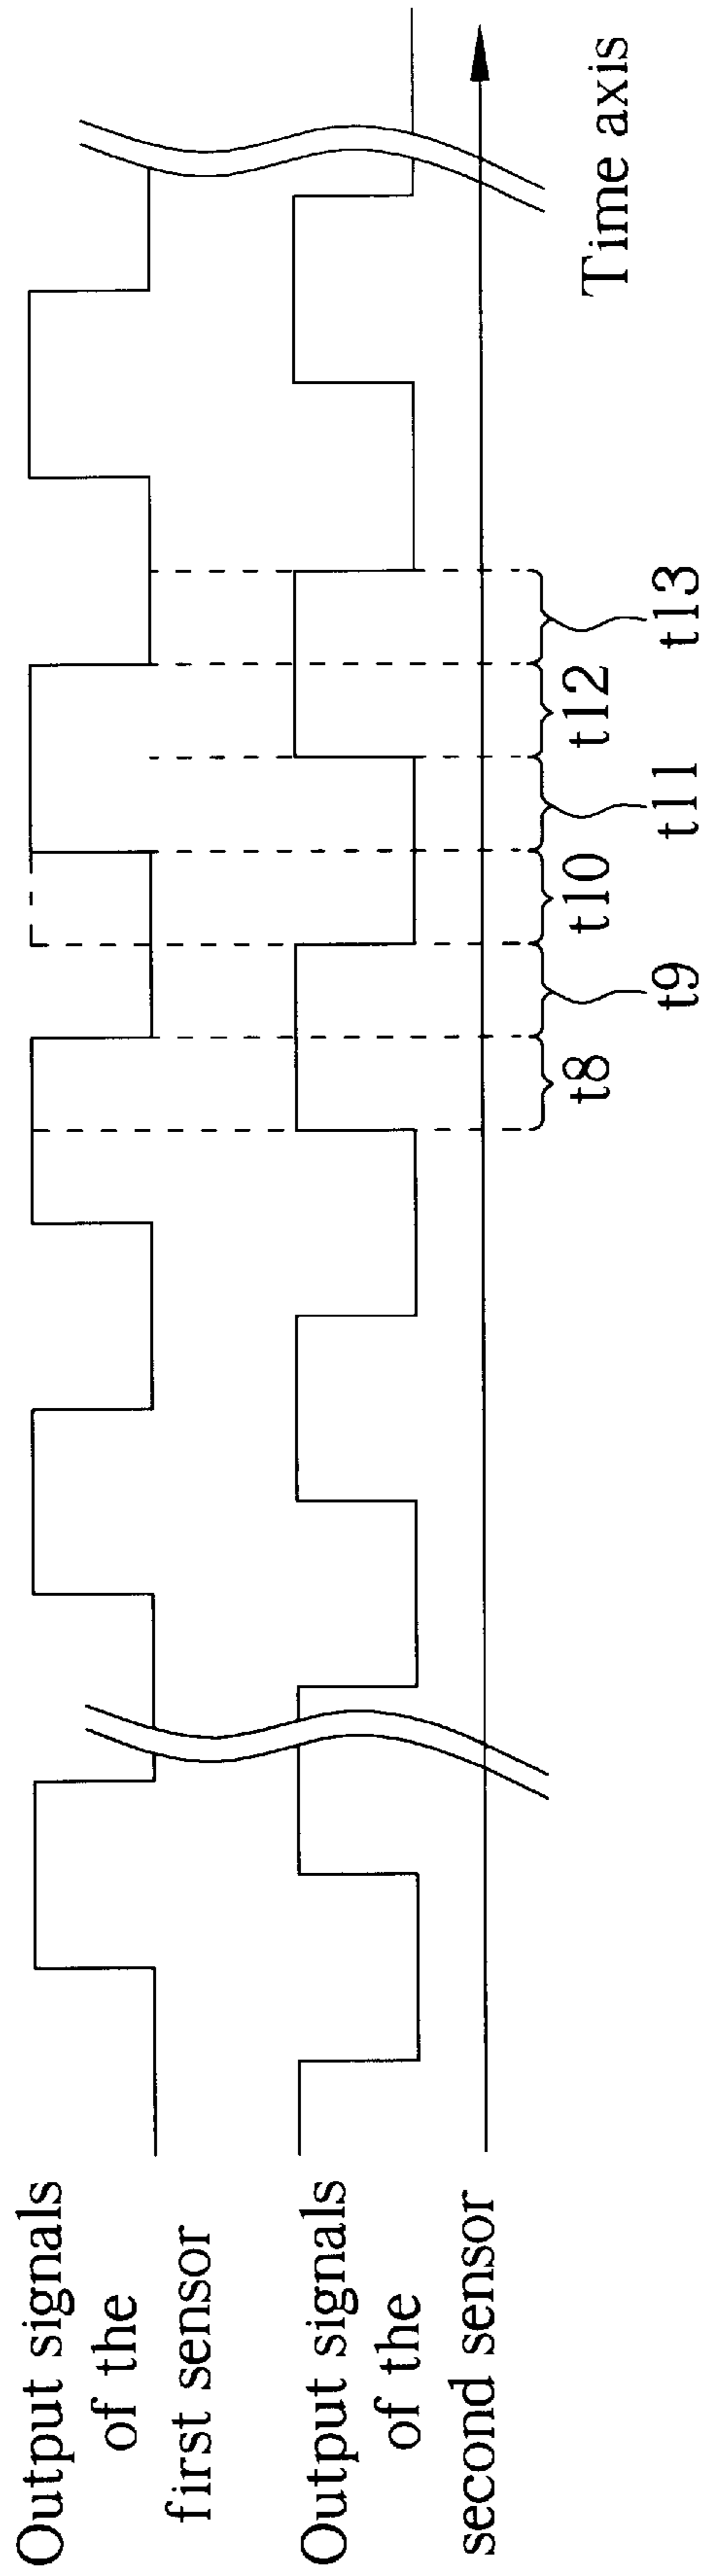 Output signals
of the
first sensor
Output signals
of the
second sensor
t8
t9
t10
t11
t12
t13
Time axis